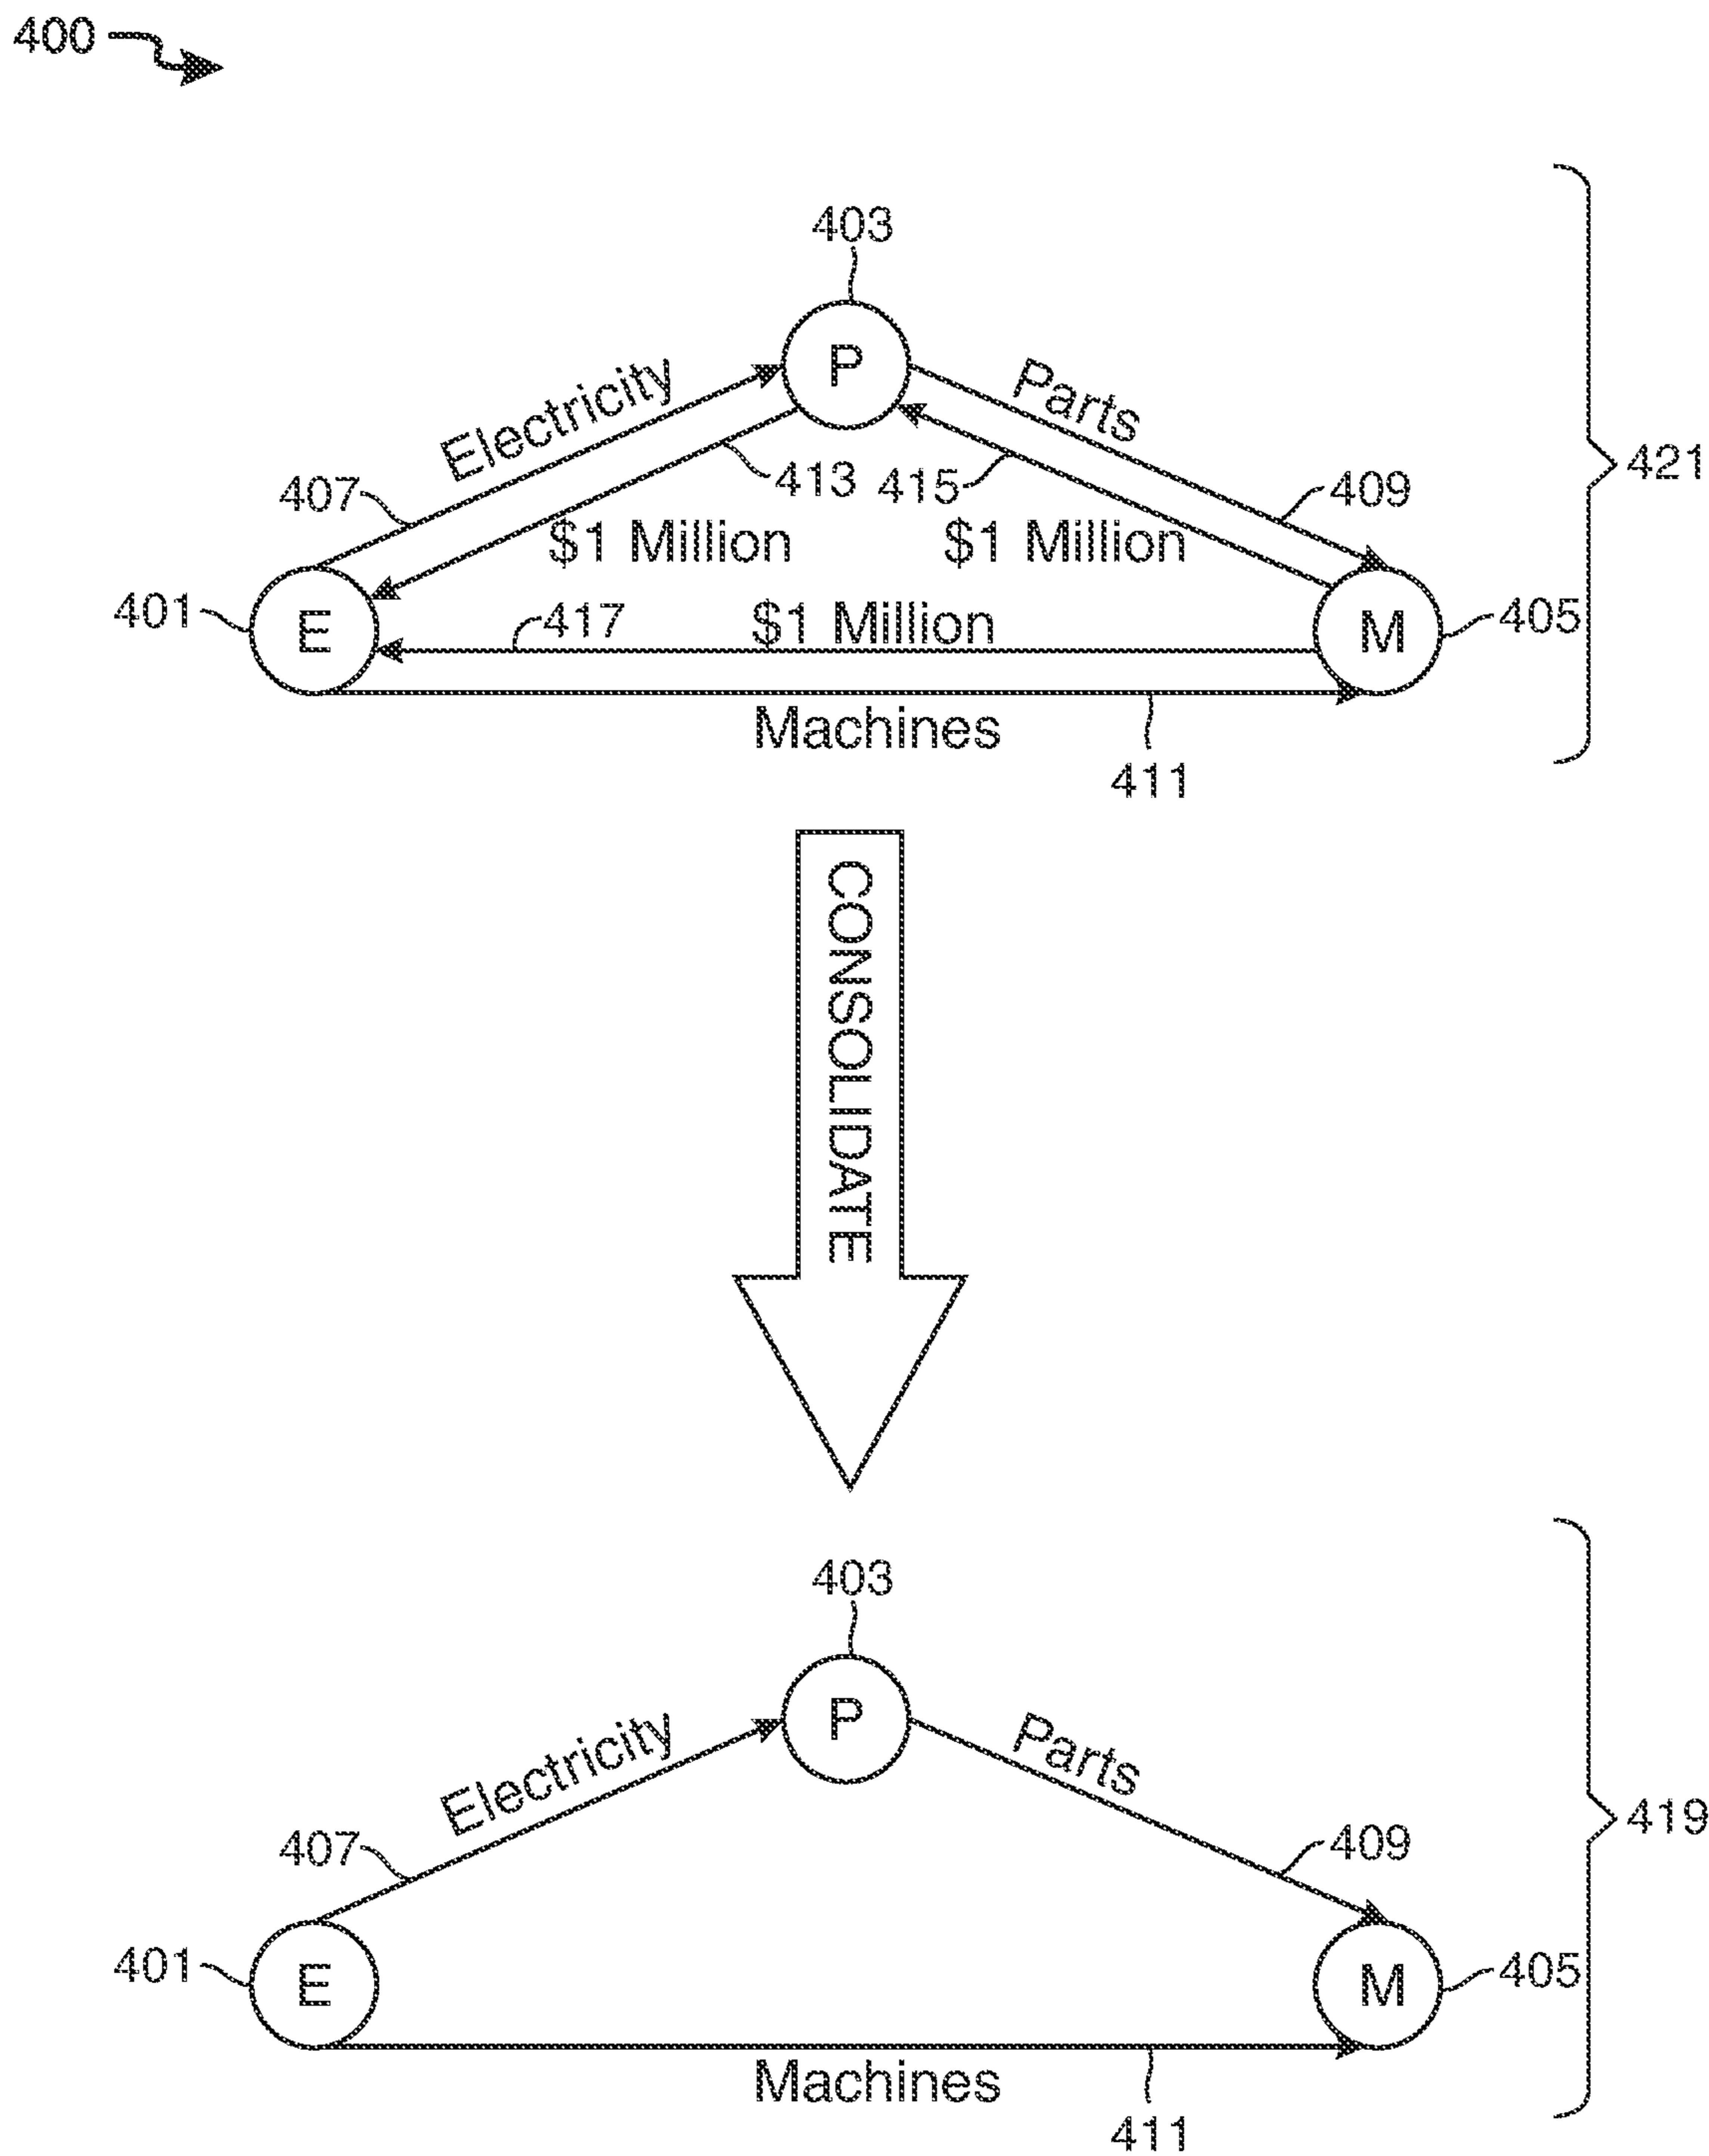 400
403
P
Electricity
Parts
413
415
407
409
421
$1 Million
$1 Million
401
E
417
$1 Million
M
405
Machines
411
CONSOLIDATE
403
P
Electricity
Parts
407
409
419
401
E
M
405
Machines
411